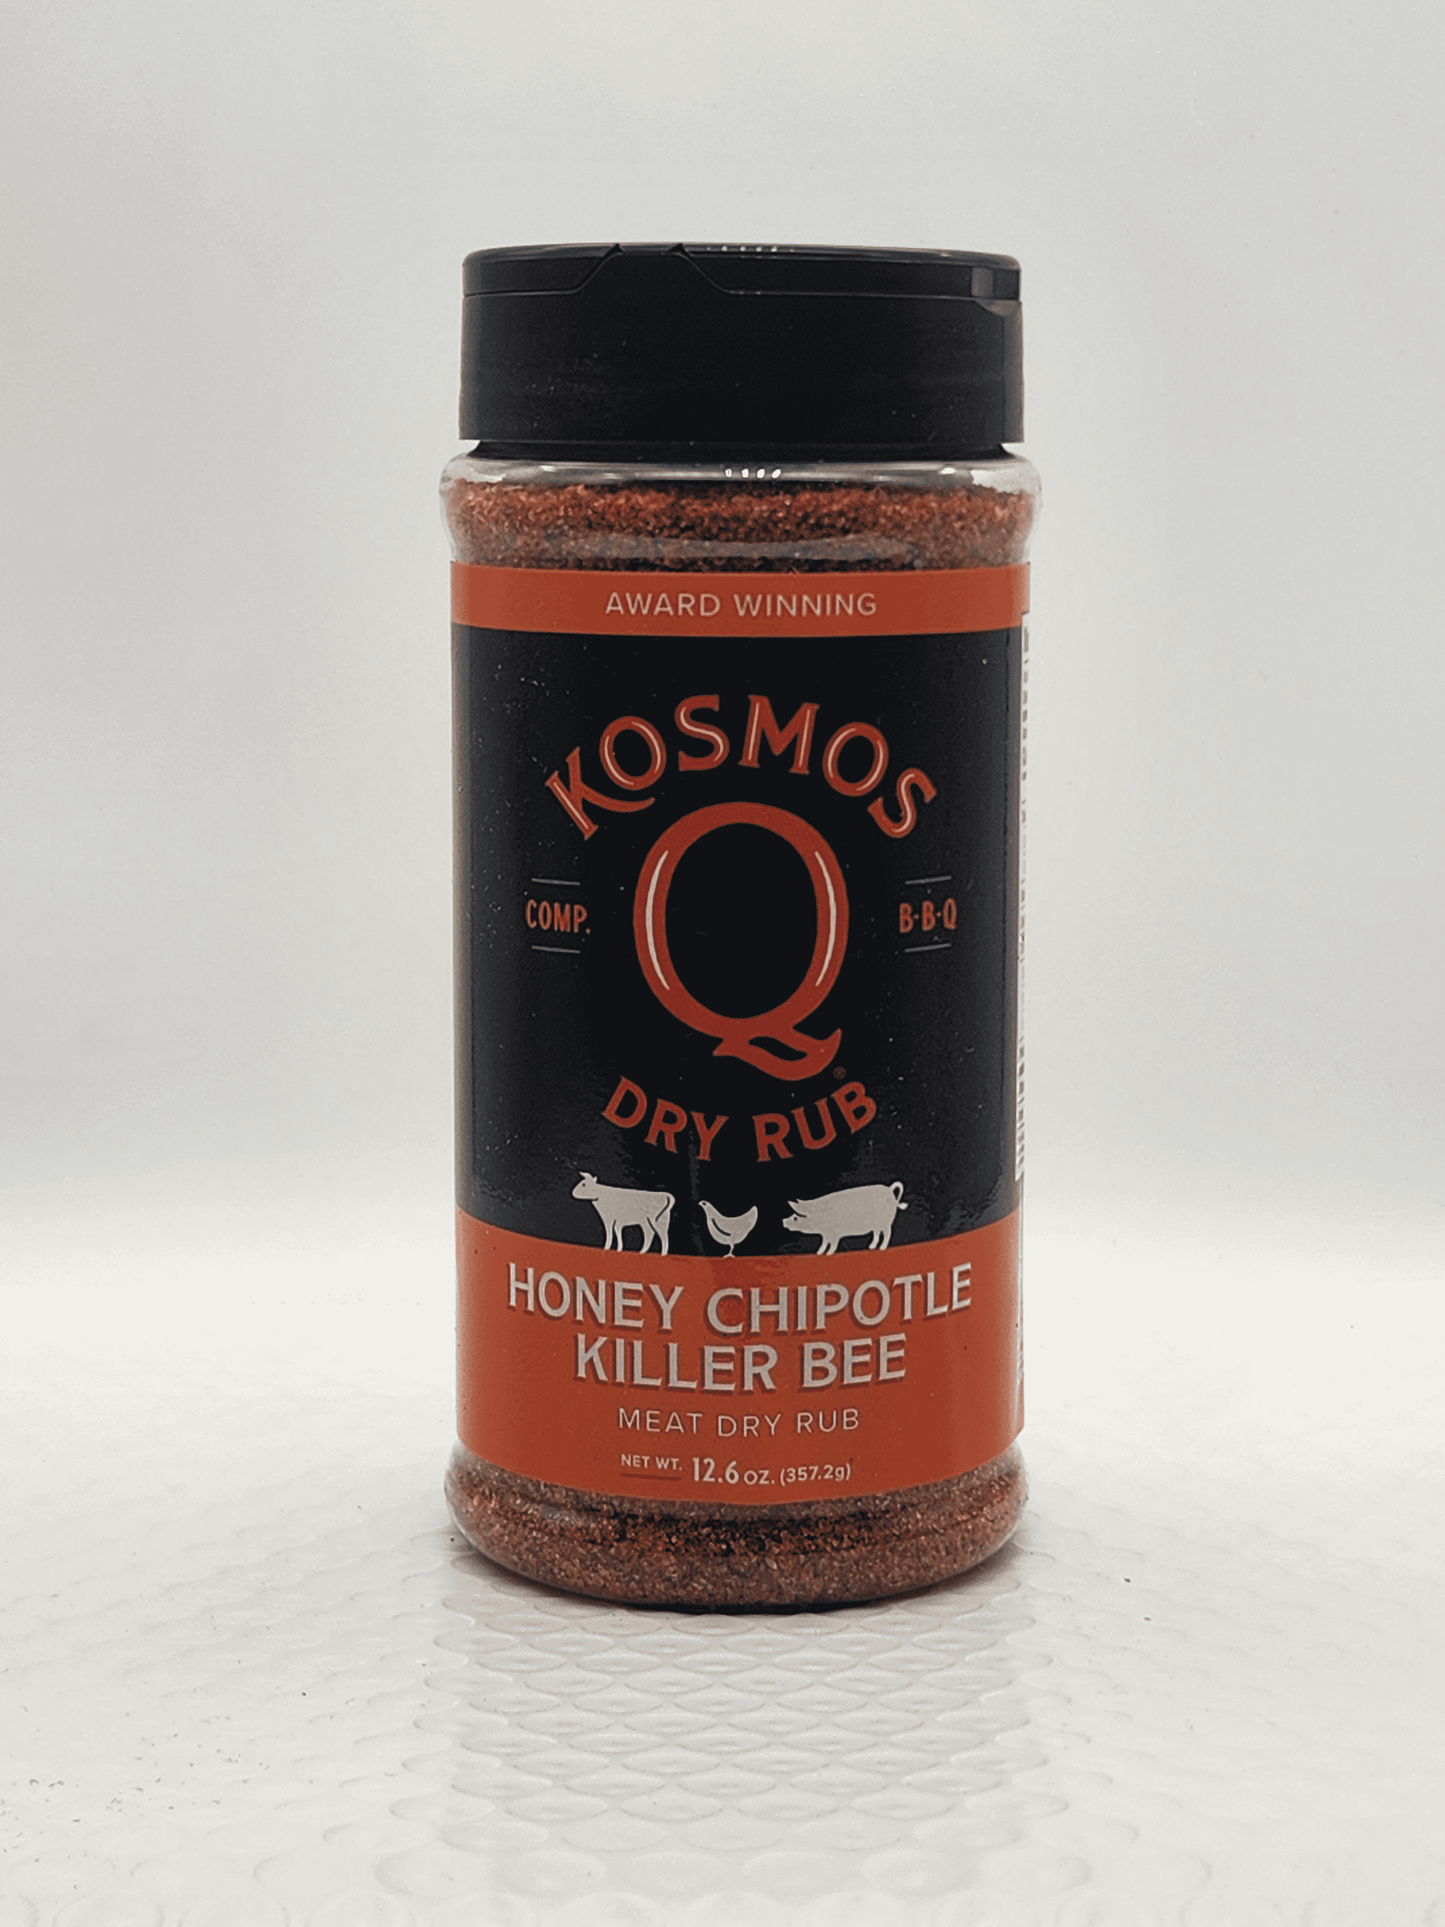 AWARD WINNING
KOSMOS
Q
COMP.
B·B·Q
DRY RUB®
HONEY CHIPOTLE
KILLER BEE
MEAT DRY RUB
NET WT. 12.6 OZ. (357.2g)